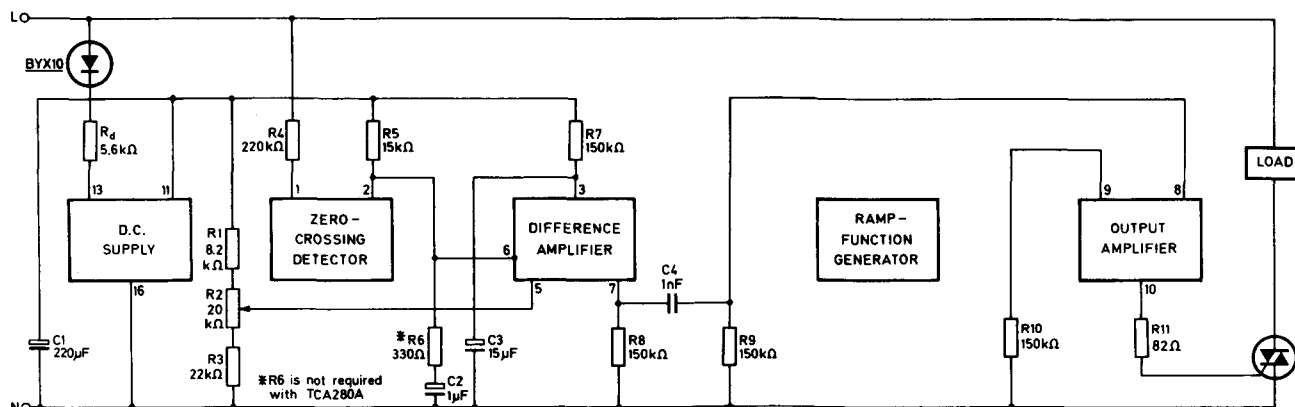 L
BYX10
Rd
5.6kΩ
13
11
D.C.
SUPPLY
16
C1
220µF
R1
8.2
kΩ
R2
20
kΩ
R3
22kΩ
R4
220kΩ
1
R5
15kΩ
2
ZERO-
CROSSING
DETECTOR
*R6
330Ω
C2
1µF
*R6 is not required
with TCA280A
C3
15µF
R7
150kΩ
3
6
DIFFERENCE
AMPLIFIER
5
7
C4
1nF
R8
150kΩ
R9
150kΩ
RAMP-
FUNCTION
GENERATOR
9
8
OUTPUT
AMPLIFIER
10
R10
150kΩ
R11
82Ω
LOAD
N